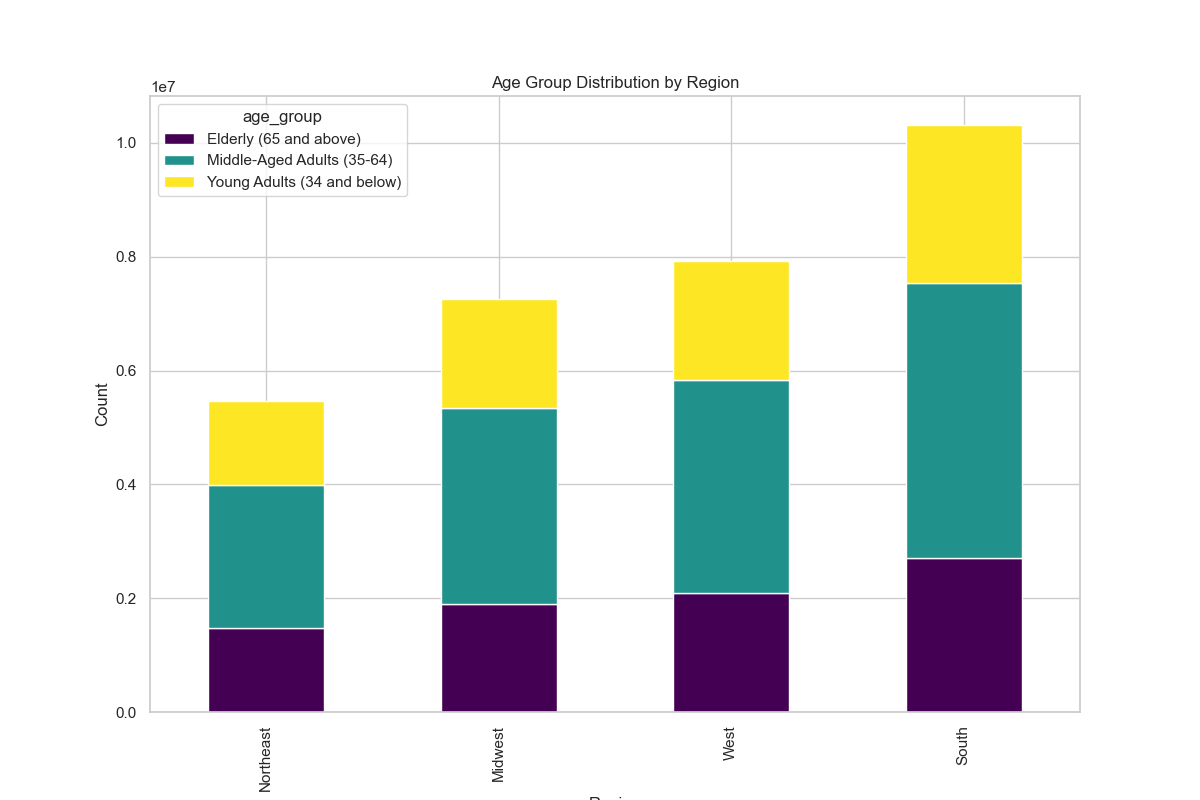 Age Group Distribution by Region
1e7
age_group
Elderly (65 and above)
Middle-Aged Adults (35-64)
Young Adults (34 and below)
1.0
0.8
0.6
0.4
0.2
0.0
Count
Northeast
Midwest
West
South